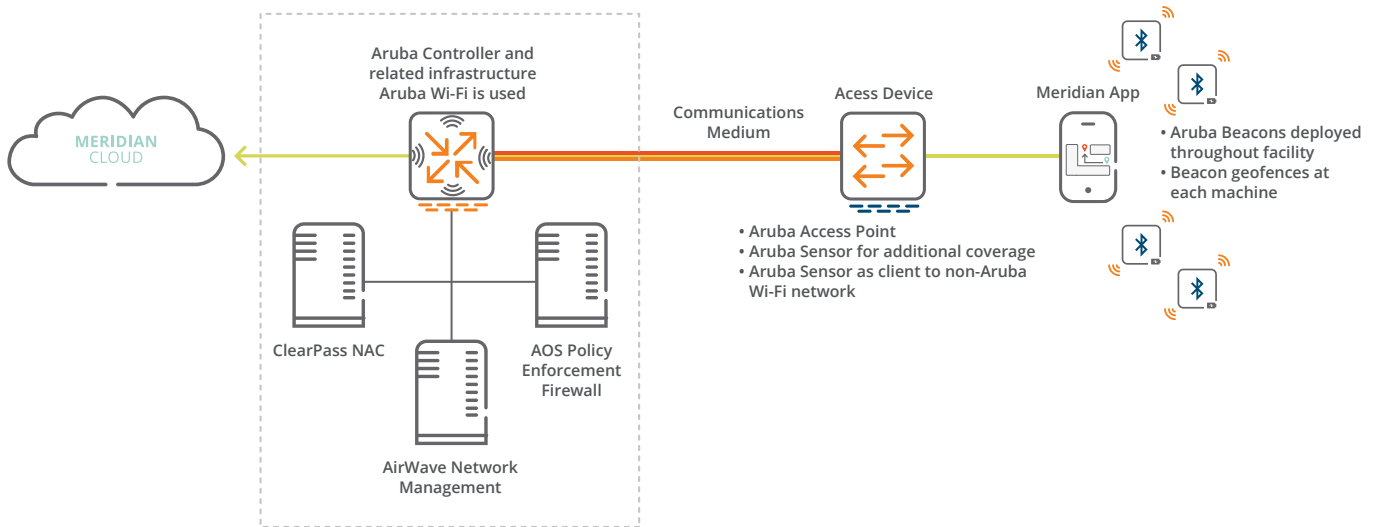 MERIDIAN
CLOUD
Aruba Controller and
related infrastructure
Aruba Wi-Fi is used
ClearPass NAC
AOS Policy
Enforcement
Firewall
AirWave Network
Management
Communications
Medium
Acess Device
• Aruba Access Point
• Aruba Sensor for additional coverage
• Aruba Sensor as client to non-Aruba
Wi-Fi network
Meridian App
• Aruba Beacons deployed
throughout facility
• Beacon geofences at
each machine